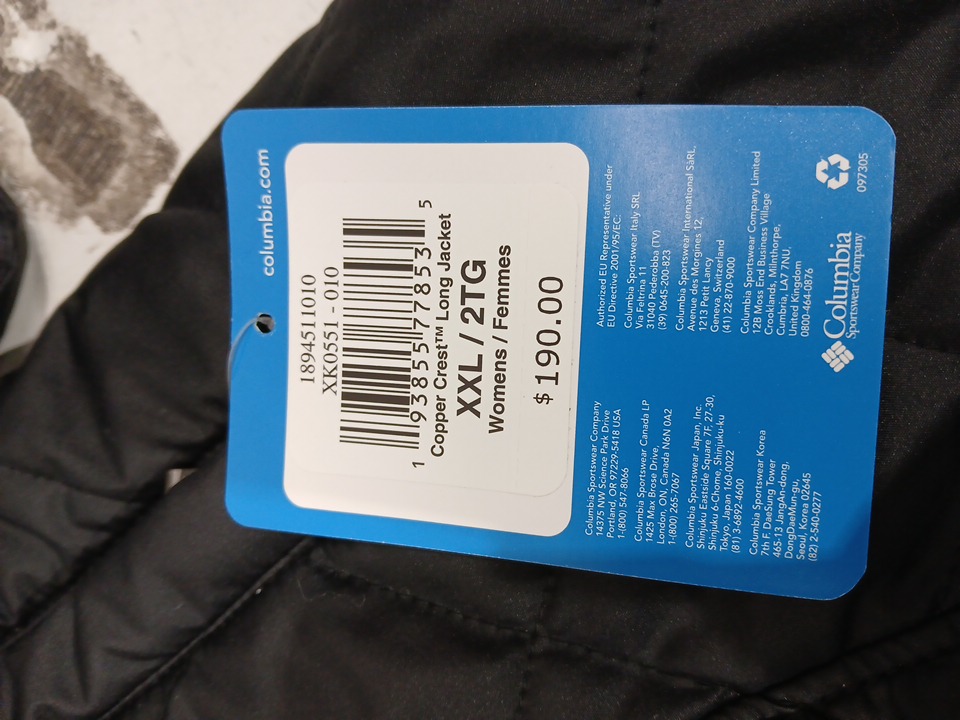 columbia.com
1894511010
XK0551 - 010
1 93855 77853 5
Copper Crest™ Long Jacket
XXL / 2TG
Womens / Femmes
$ 190.00
Columbia Sportswear Company
14375 NW Science Park Drive
Portland, OR 97229-5418 USA
1-(800) 547-8066
Columbia Sportswear Canada LP
1425 Max Brose Drive,
London, ON, Canada N6N 0A2
1-(800) 265-7067
Columbia Sportswear Japan, Inc.
Shinjuku Eastside Square 7F, 27-30,
Shinjuku 6-Chome, Shinjuku-ku
Tokyo, Japan 160-0022
(81) 3-6892-4600
Columbia Sportswear Korea
7th F. DaeSung Tower
465-13 JangAn-dong,
DongDaeMun-gu,
Seoul, Korea 02645
(82) 2-540-0277
Authorized EU Representative under
EU Directive 2001/95/EC:
Columbia Sportswear Italy SRL
Via Feltrina 11
31040 Pederobba (TV)
(39) 0645-200-823
Columbia Sportswear International SàRL,
Avenue des Morgines 12,
1213 Petit Lancy
Geneva, Switzerland
(41) 22-870-9000
Columbia Sportswear Company Limited
12B Moss End Business Village
Crooklands, Milnthorpe,
Cumbria, LA7 7NU,
United Kingdom
0800-464-0876
Columbia
Sportswear Company
097305